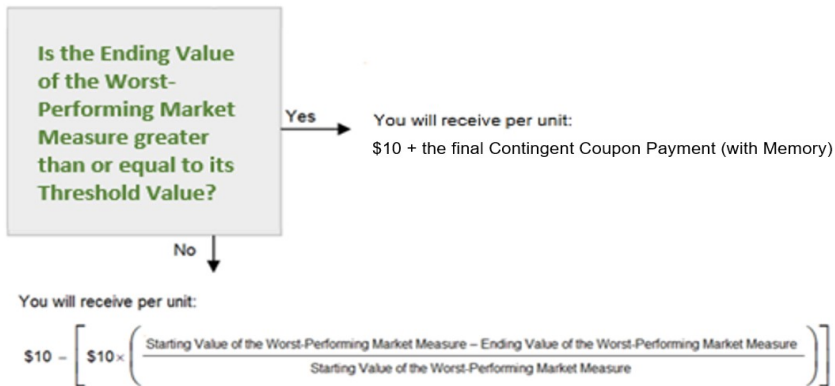 Is the Ending Value
of the Worst-
Performing Market
Measure greater
than or equal to its
Threshold Value?
Yes
You will receive per unit:
$10 + the final Contingent Coupon Payment (with Memory)
No
You will receive per unit:
$10 – [ $10 × ( Starting Value of the Worst-Performing Market Measure – Ending Value of the Worst-Performing Market Measure
Starting Value of the Worst-Performing Market Measure ) ]